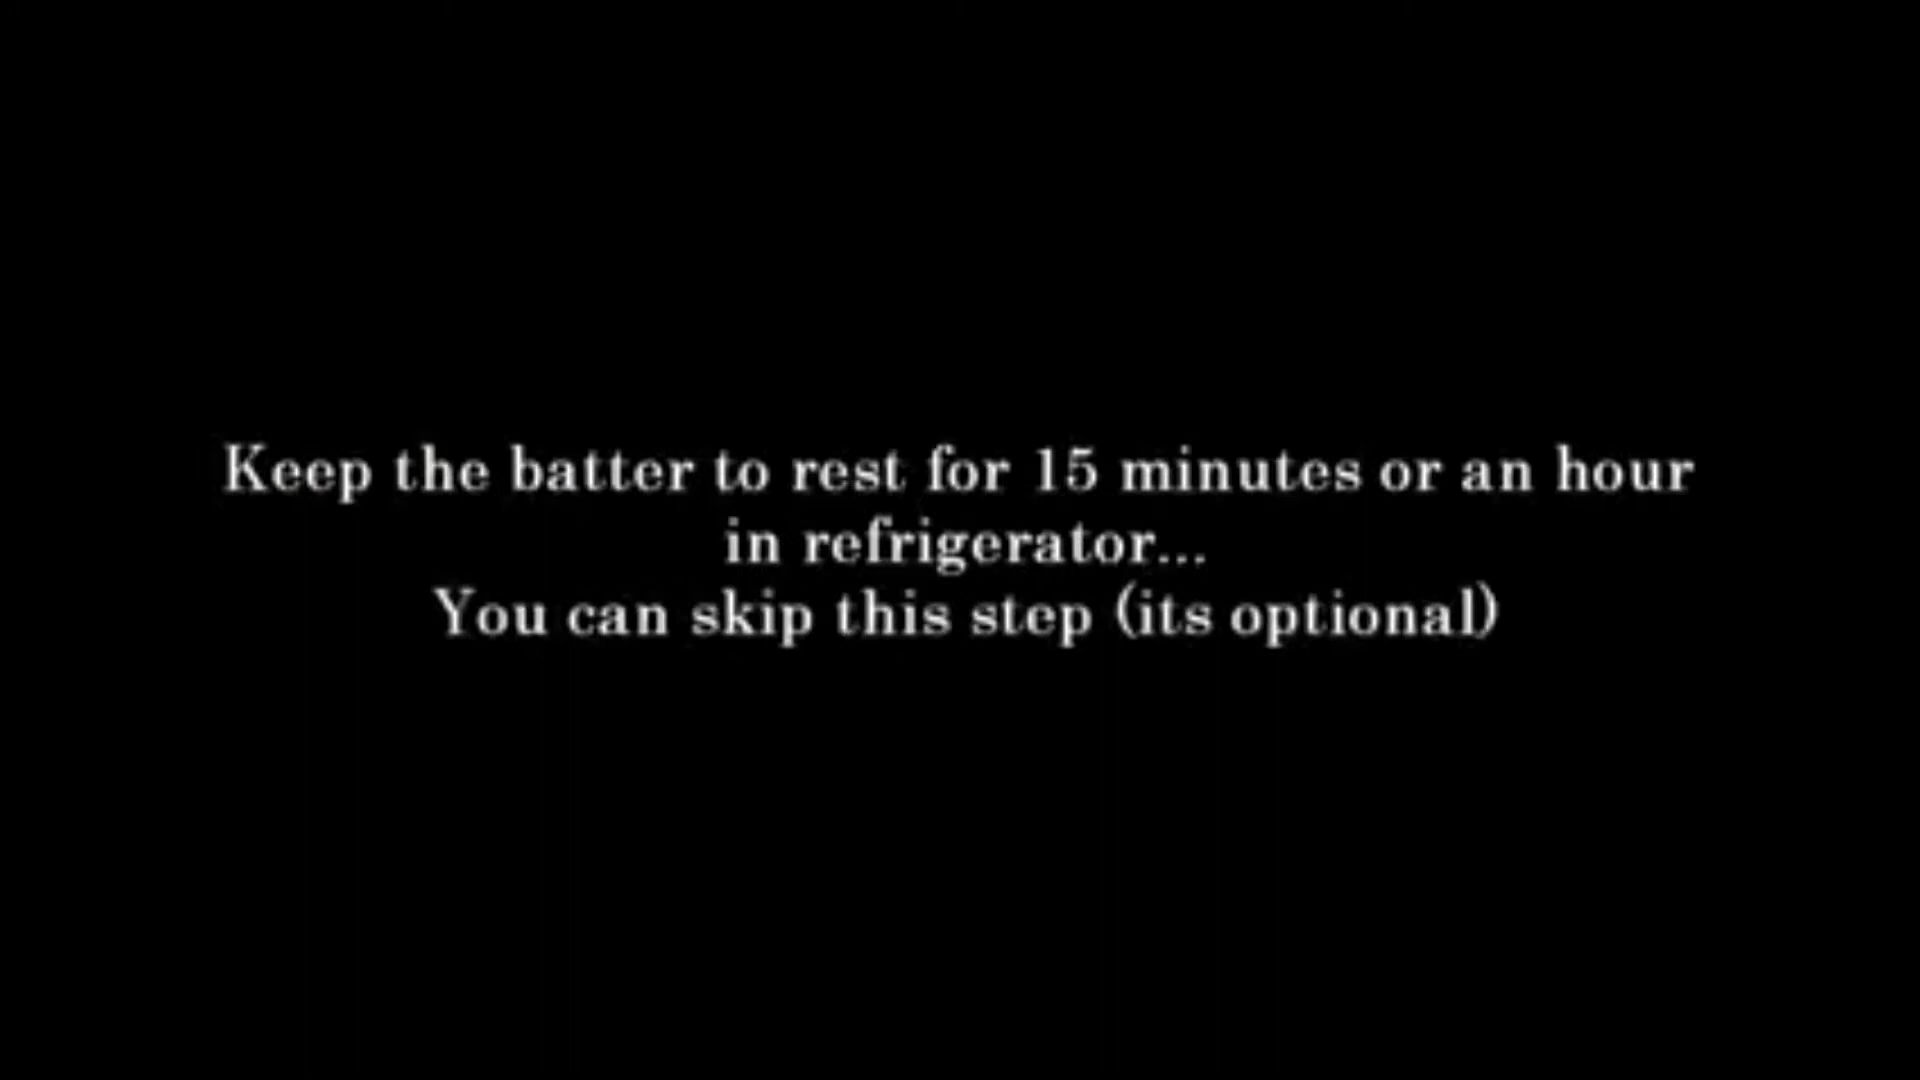 Keep the batter to rest for 15 minutes or an hour
in refrigerator...
You can skip this step (its optional)